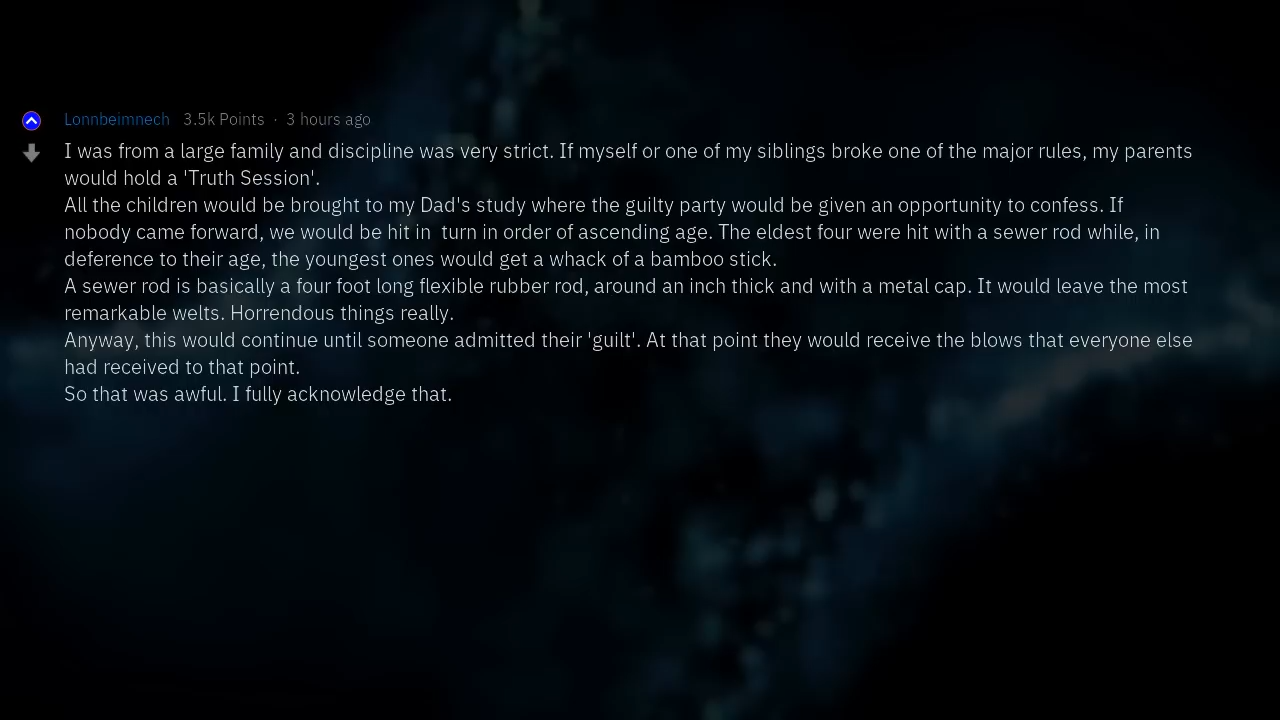 Lonnbeimnech 3.5k Points · 3 hours ago
I was from a large family and discipline was very strict. If myself or one of my siblings broke one of the major rules, my parents
would hold a 'Truth Session'.
All the children would be brought to my Dad's study where the guilty party would be given an opportunity to confess. If
nobody came forward, we would be hit in  turn in order of ascending age. The eldest four were hit with a sewer rod while, in
deference to their age, the youngest ones would get a whack of a bamboo stick.
A sewer rod is basically a four foot long flexible rubber rod, around an inch thick and with a metal cap. It would leave the most
remarkable welts. Horrendous things really.
Anyway, this would continue until someone admitted their 'guilt'. At that point they would receive the blows that everyone else
had received to that point.
So that was awful. I fully acknowledge that.